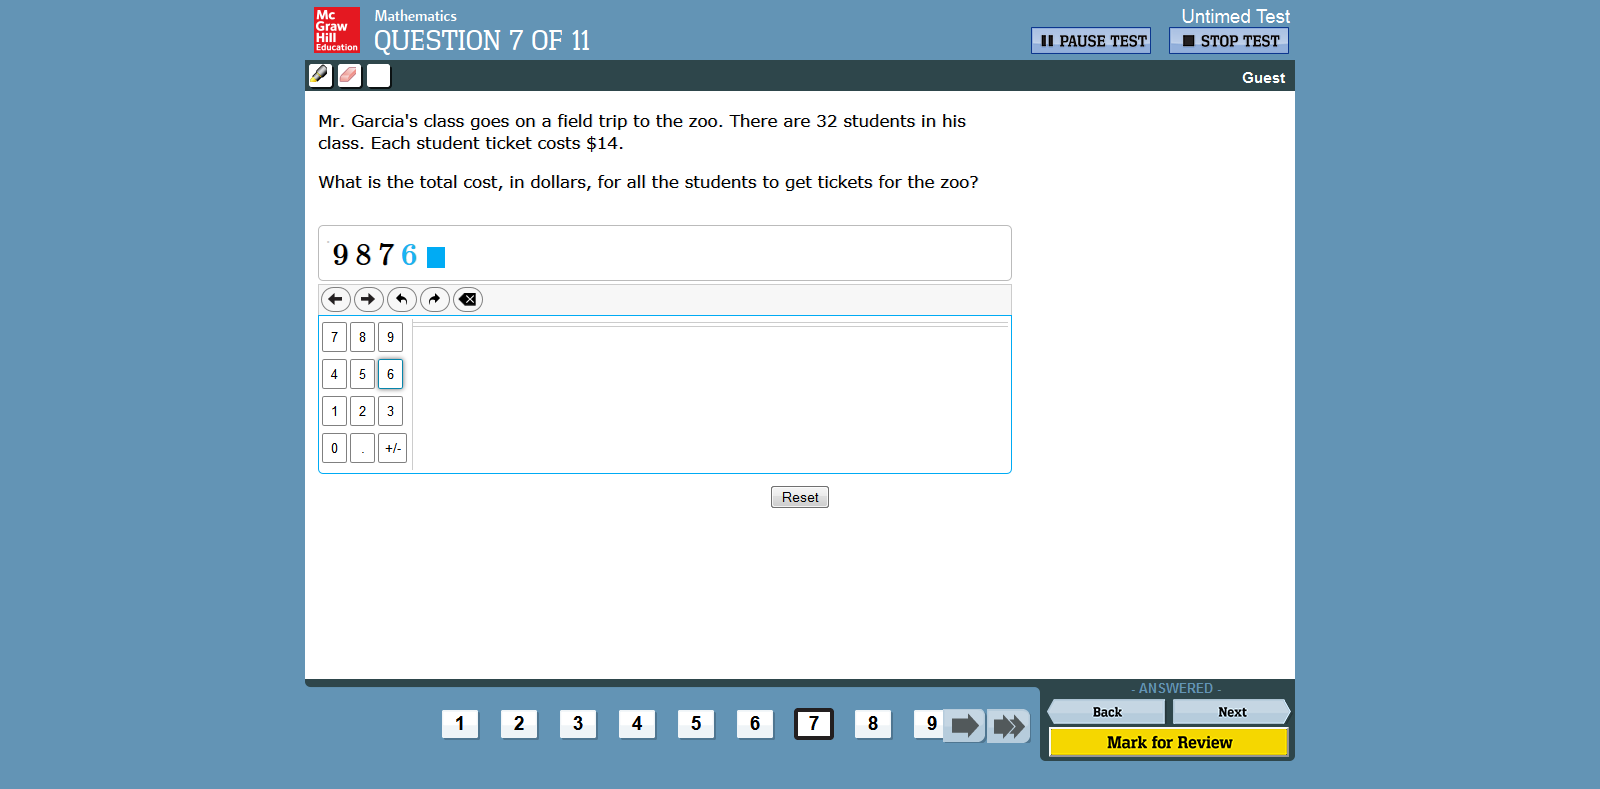 Mc
Graw
Hill
Education
Mathematics
QUESTION 7 OF 11
Untimed Test
PAUSE TEST
STOP TEST
Guest
Mr. Garcia's class goes on a field trip to the zoo. There are 32 students in his
class. Each student ticket costs $14.
What is the total cost, in dollars, for all the students to get tickets for the zoo?
9876
7 8 9
4 5 6
1 2 3
0 . +/-
Reset
- ANSWERED -
1 2 3 4 5 6 7 8 9
Back
Next
Mark for Review